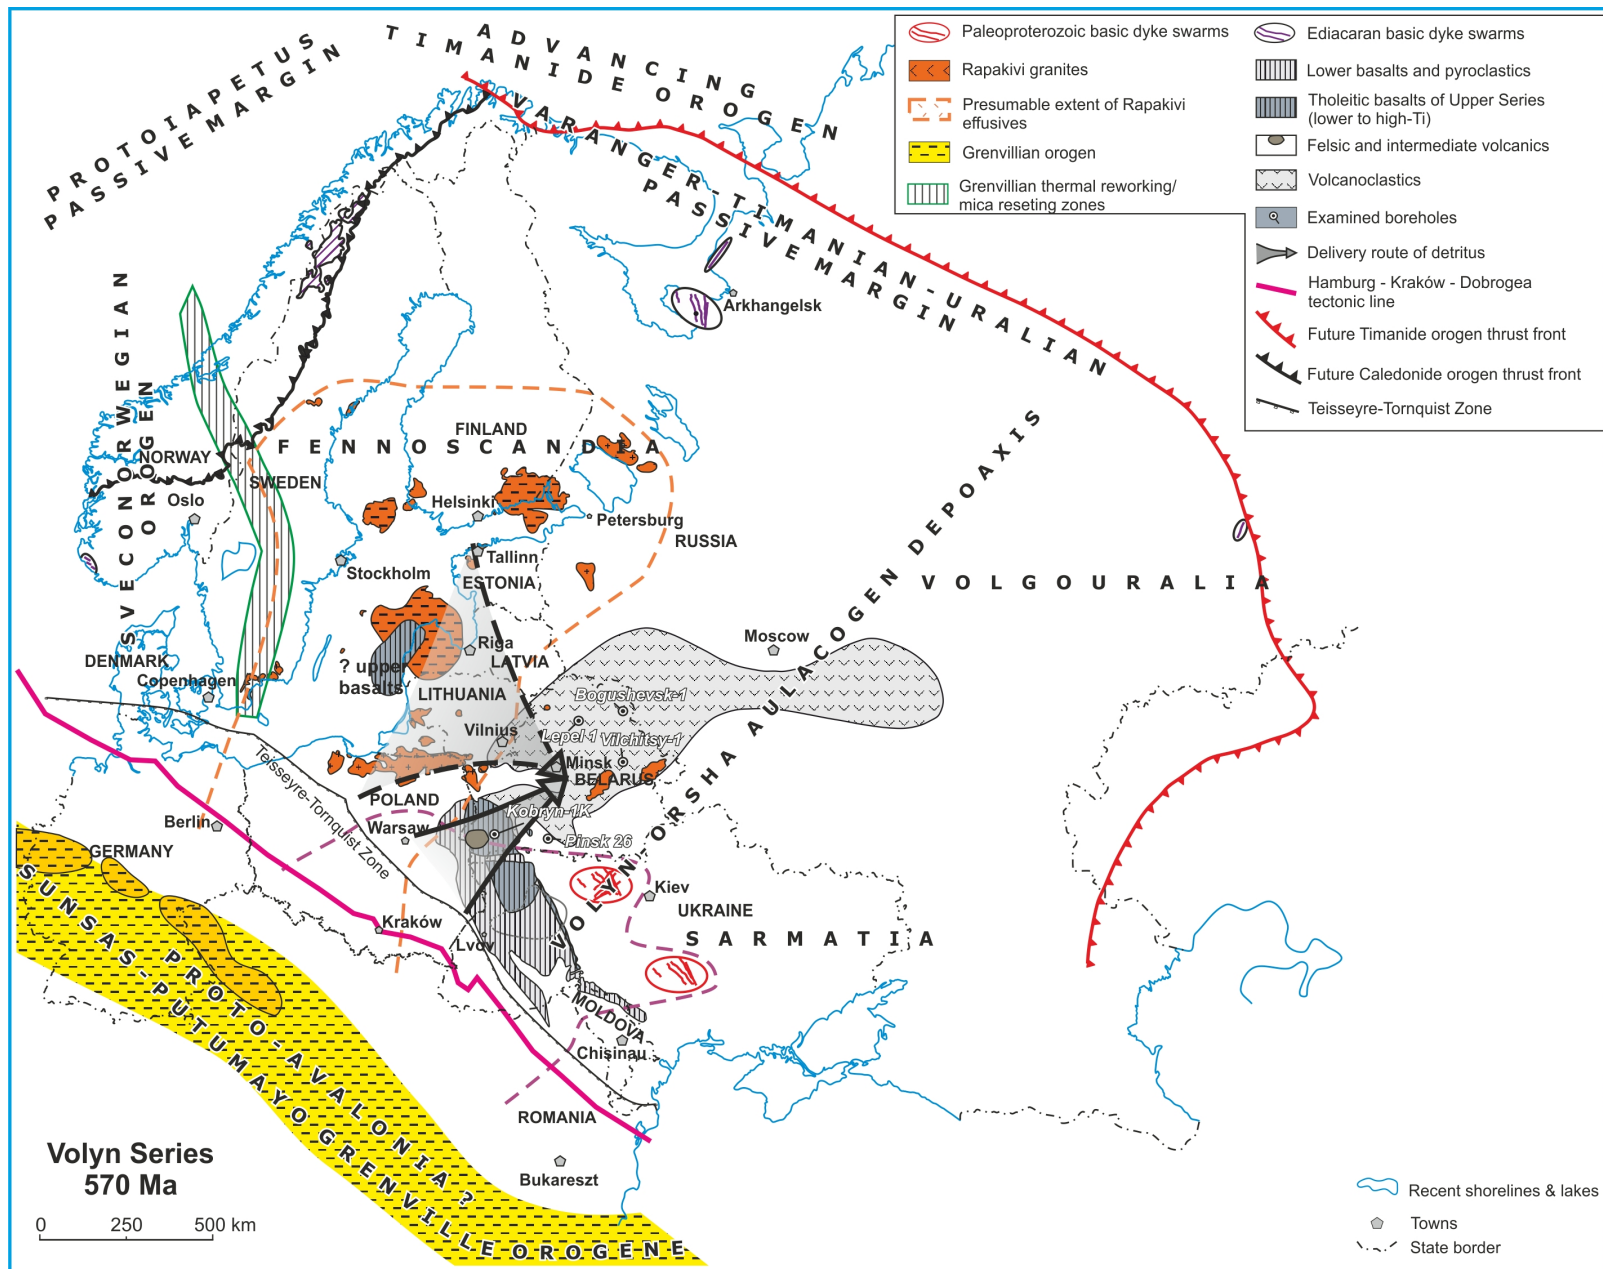 PROTOIAPETUS
PASSIVE MARGIN
ADVANCING
TIMANIDE OROGEN
VARANGER-TIMANIAN-URALIAN
PASSIVE MARGIN
Paleoproterozoic basic dyke swarms
Rapakivi granites
Presumable extent of Rapakivi
effusives
Grenvillian orogen
Grenvillian thermal reworking/
mica reseting zones
Ediacaran basic dyke swarms
Lower basalts and pyroclastics
Tholeitic basalts of Upper Series
(lower to high-Ti)
Felsic and intermediate volcanics
Volcanoclastics
Examined boreholes
Delivery route of detritus
Hamburg - Kraków - Dobrogea
tectonic line
Future Timanide orogen thrust front
Future Caledonide orogen thrust front
Teisseyre-Tornquist Zone
Arkhangelsk
SVECONORWEGIAN
OROGEN
FINLAND
FENNOSCANDIA
NORWAY
SWEDEN
Oslo
Helsinki
Petersburg
RUSSIA
Tallinn
Stockholm
ESTONIA
VOLGOURALIA
VOLYN-ORSHA AULACOGEN DEPOAXIS
Moscow
Riga
LATVIA
? upper
basalts
DENMARK
Copenhagen
LITHUANIA
Bogushevsk-1
Vilnius
Lepel 1
Vilchitsy-1
Minsk
BELARUS
Teisseyre-Tornquist Zone
POLAND
Kobryn-1K
Warsaw
Pinsk 26
Berlin
GERMANY
Kiev
UKRAINE
SARMATIA
Kraków
Lvov
MOLDOVA
Chisinau
ROMANIA
Bukareszt
SUNSAS-PUTUMAYO GRENVILLE OROGENE
PROTO-AVALONIA?
Volyn Series
570 Ma
0 250 500 km
Recent shorelines & lakes
Towns
State border